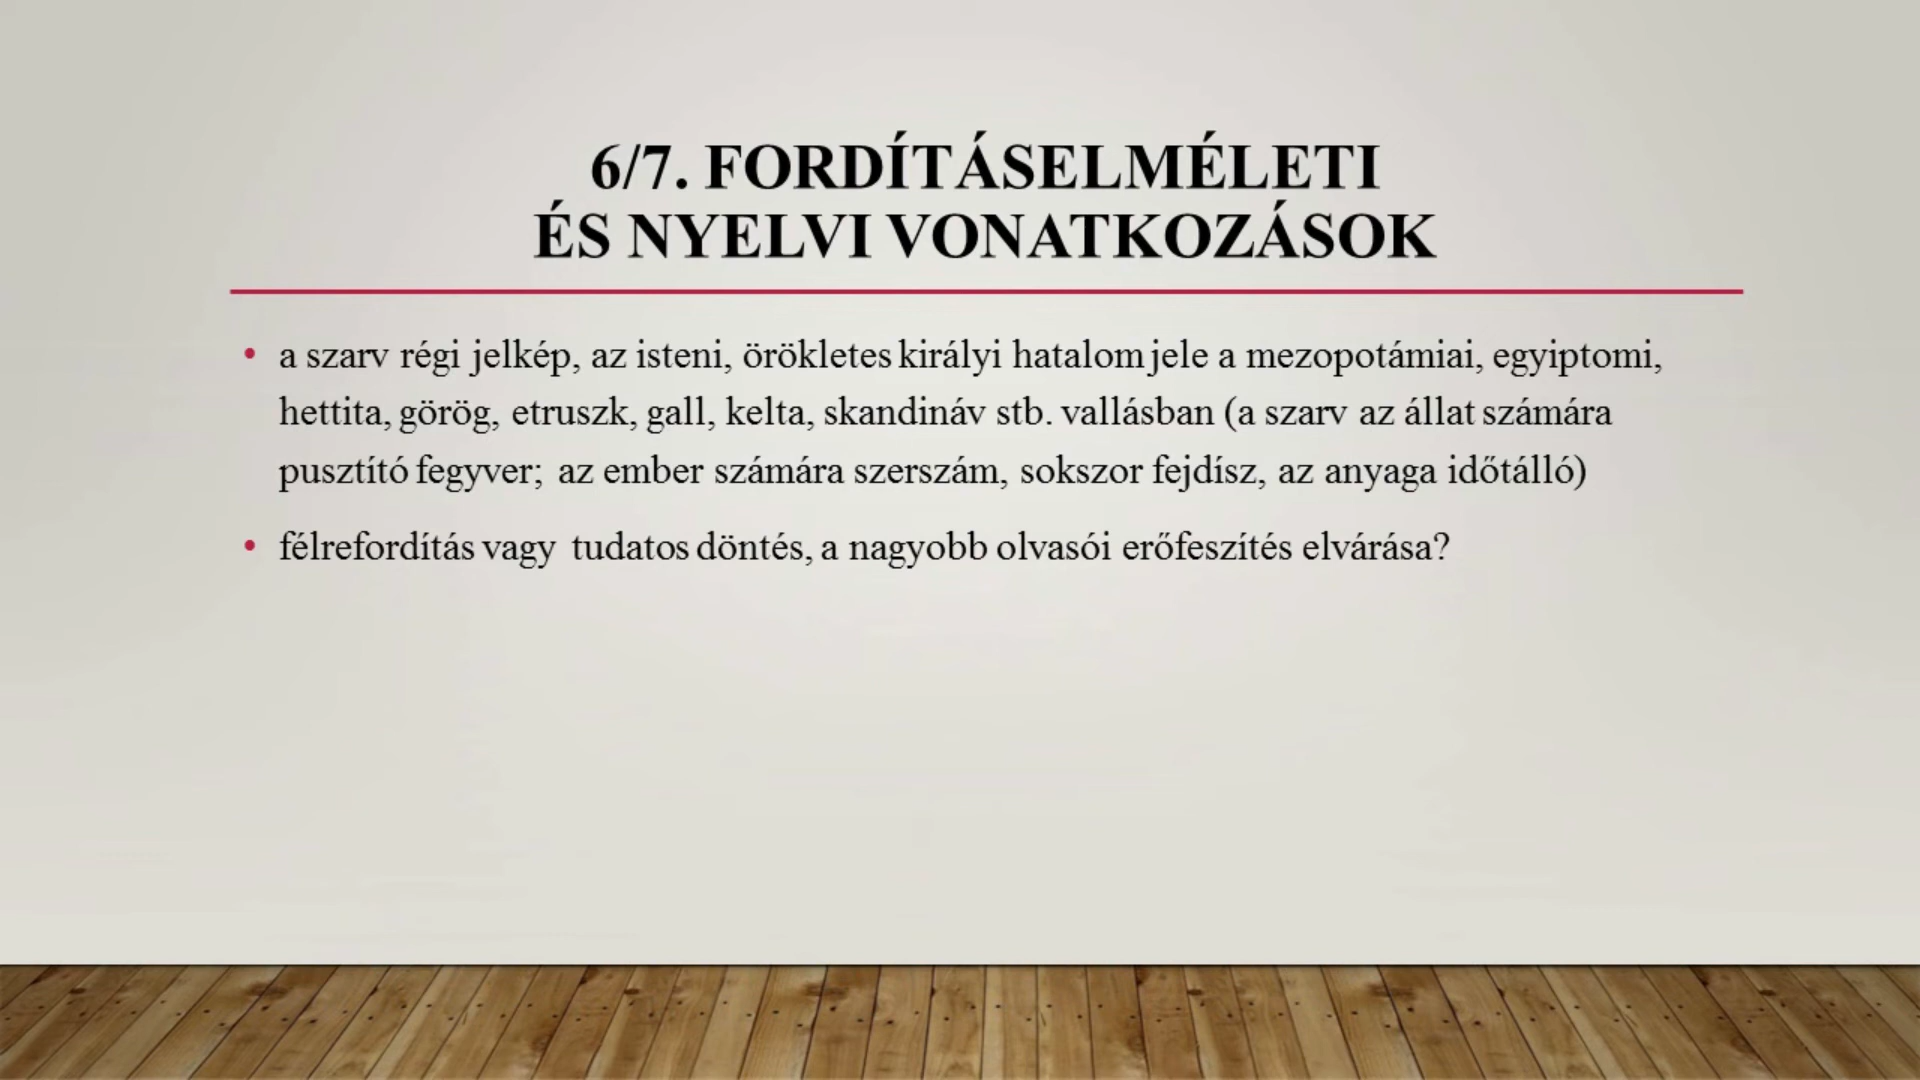 6/7. FORDÍTÁSELMÉLETI
ÉS NYELVI VONATKOZÁSOK
• a szarv régi jelkép, az isteni, örökletes királyi hatalom jele a mezopotámiai, egyiptomi,
hettita, görög, etruszk, gall, kelta, skandináv stb. vallásban (a szarv az állat számára
pusztító fegyver; az ember számára szerszám, sokszor fejdísz, az anyaga időtálló)
• félrefordítás vagy tudatos döntés, a nagyobb olvasói erőfeszítés elvárása?